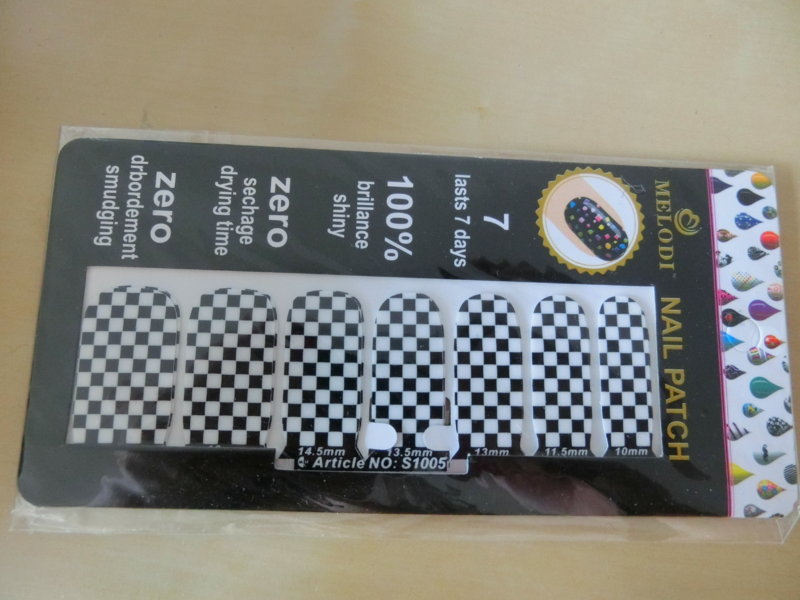 MELODI™
NAIL PATCH
7
lasts 7 days
100%
brillance
shiny
zero
sechage
drying time
zero
drbordement
smudging
14.5mm
13.5mm
13mm
11.5mm
10mm
Article NO: S1005